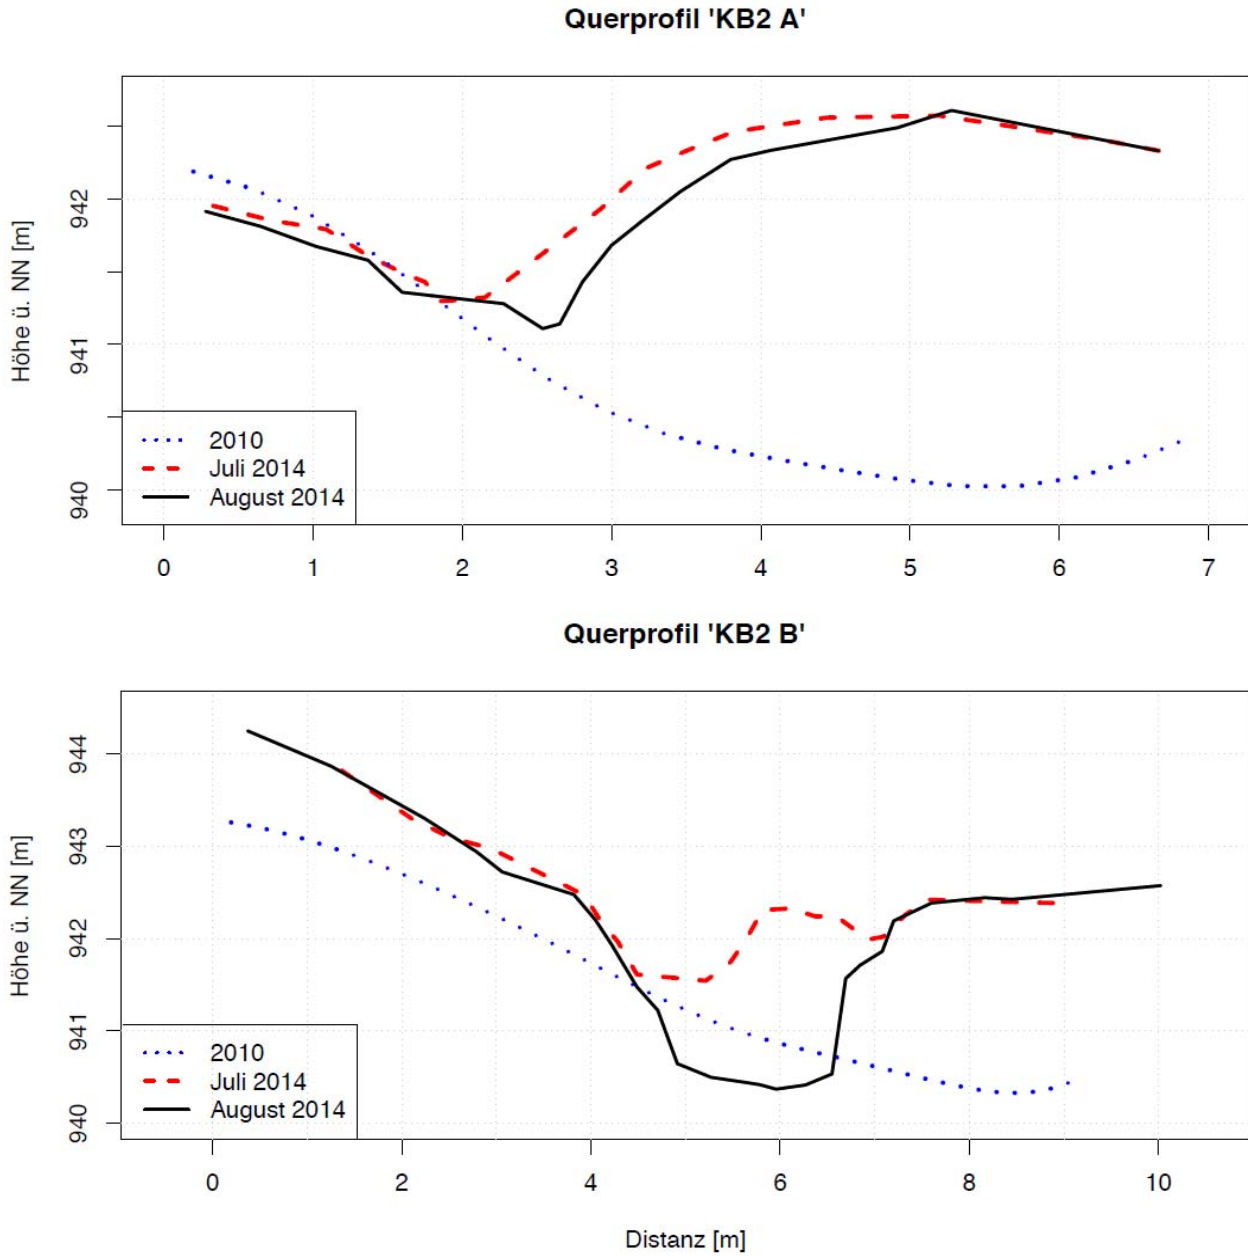 Querprofil 'KB2 A'
Höhe ü. NN [m]
942
941
940
2010
Juli 2014
August 2014
0 1 2 3 4 5 6 7
Querprofil 'KB2 B'
Höhe ü. NN [m]
944
943
942
941
940
2010
Juli 2014
August 2014
0 2 4 6 8 10
Distanz [m]